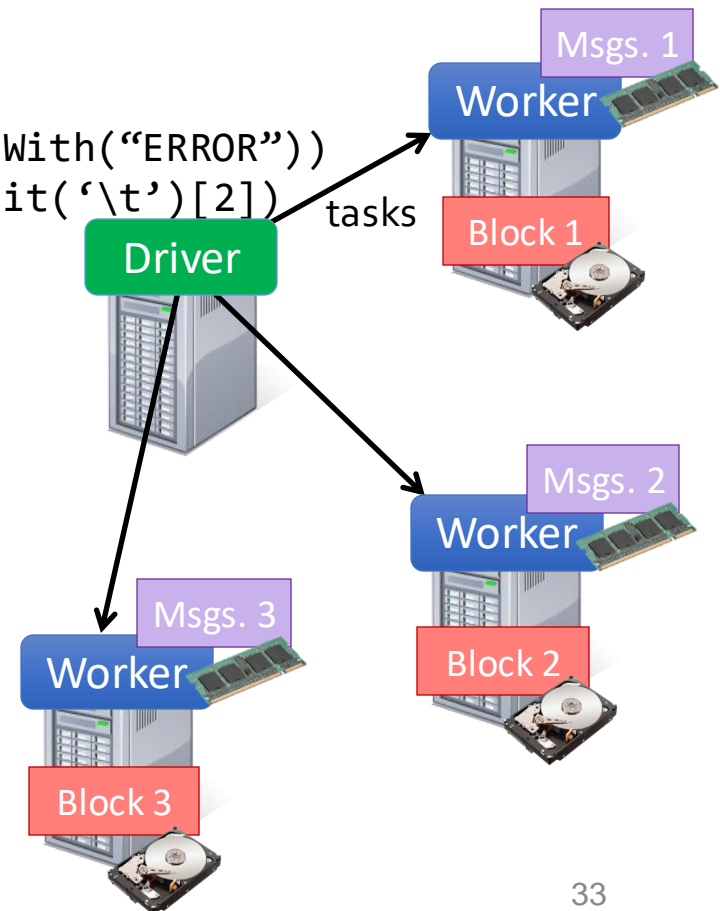 Msgs. 1
Worker
With(“ERROR”))
it(‘\t’)[2])
tasks
Block 1
Driver
Msgs. 2
Worker
Msgs. 3
Block 2
Worker
Block 3
33